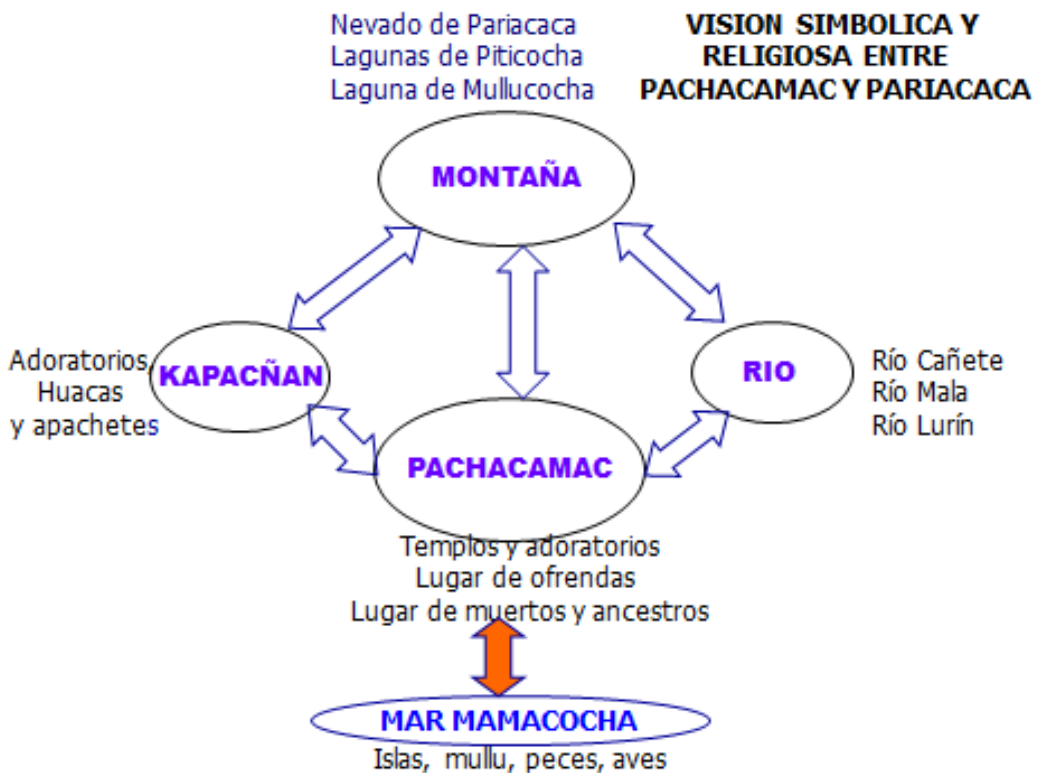 Nevado de Pariacaca
Lagunas de Piticocha
Laguna de Mullucocha
VISION SIMBOLICA Y
RELIGIOSA ENTRE
PACHACAMAC Y PARIACACA
MONTAÑA
Adoratorios,
Huacas
y apachetes
KAPACÑAN
RIO
Río Cañete
Río Mala
Río Lurín
PACHACAMAC
Templos y adoratorios
Lugar de ofrendas
Lugar de muertos y ancestros
MAR MAMACOCHA
Islas, mullu, peces, aves